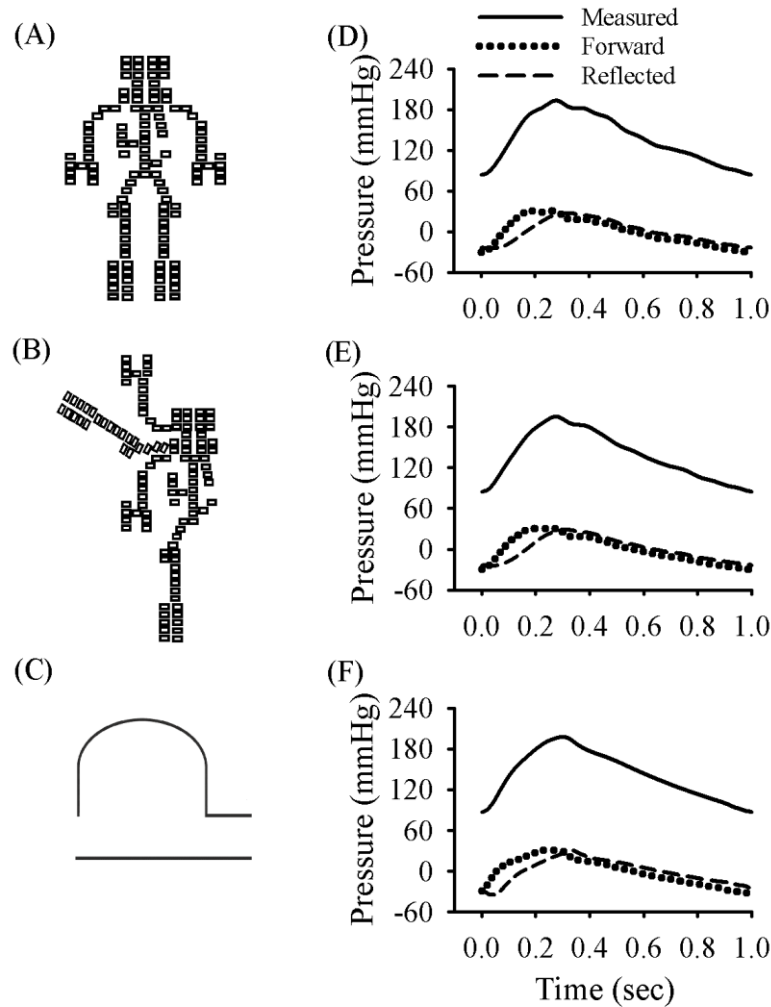 (A)
(D)
Measured
Forward
Reflected
240
180
120
60
0
-60
Pressure (mmHg)
0.0 0.2 0.4 0.6 0.8 1.0
(B)
(E)
240
180
120
60
0
-60
Pressure (mmHg)
0.0 0.2 0.4 0.6 0.8 1.0
(C)
(F)
240
180
120
60
0
-60
Pressure (mmHg)
0.0 0.2 0.4 0.6 0.8 1.0
Time (sec)